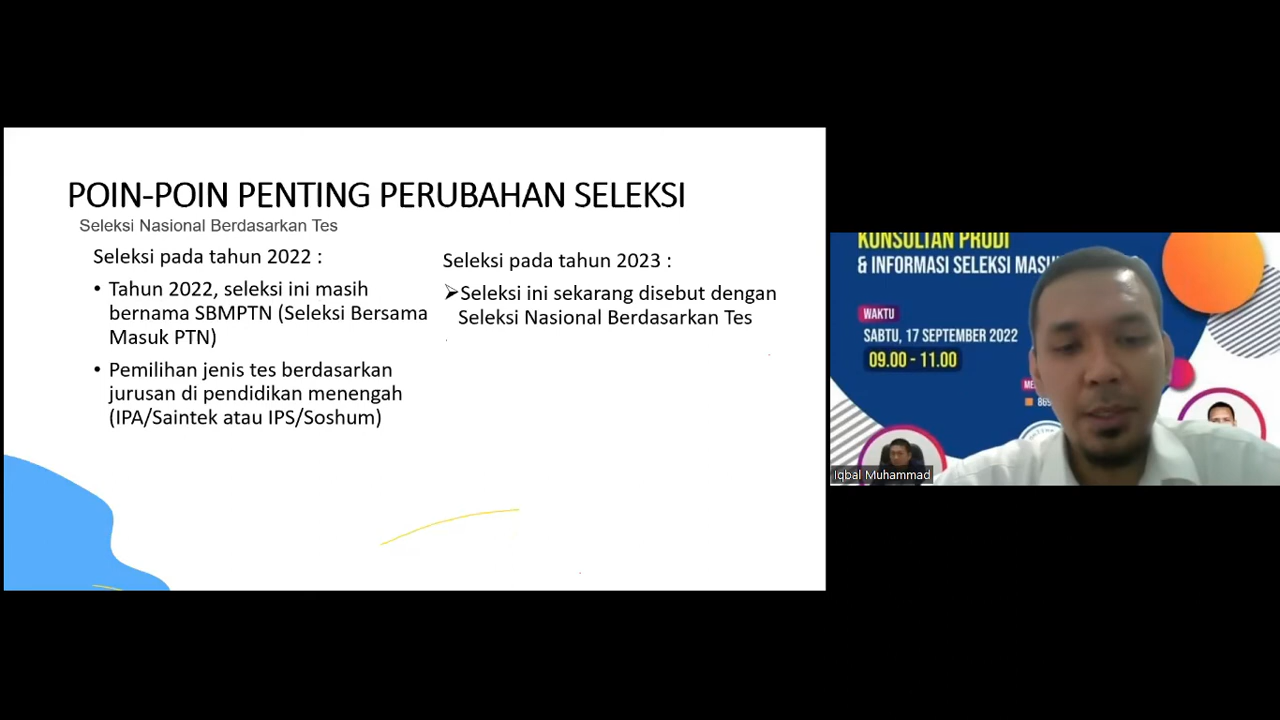 POIN-POIN PENTING PERUBAHAN SELEKSI
Seleksi Nasional Berdasarkan Tes
Seleksi pada tahun 2022 :
• Tahun 2022, seleksi ini masih
bernama SBMPTN (Seleksi Bersama
Masuk PTN)
• Pemilihan jenis tes berdasarkan
jurusan di pendidikan menengah
(IPA/Saintek atau IPS/Soshum)
Seleksi pada tahun 2023 :
➢Seleksi ini sekarang disebut dengan
Seleksi Nasional Berdasarkan Tes
KONSULTAN PRODI
& INFORMASI SELEKSI
WAKTU
SABTU, 17 SEPTEMBER 2022
09.00 - 11.00
Iqbal Muhammad